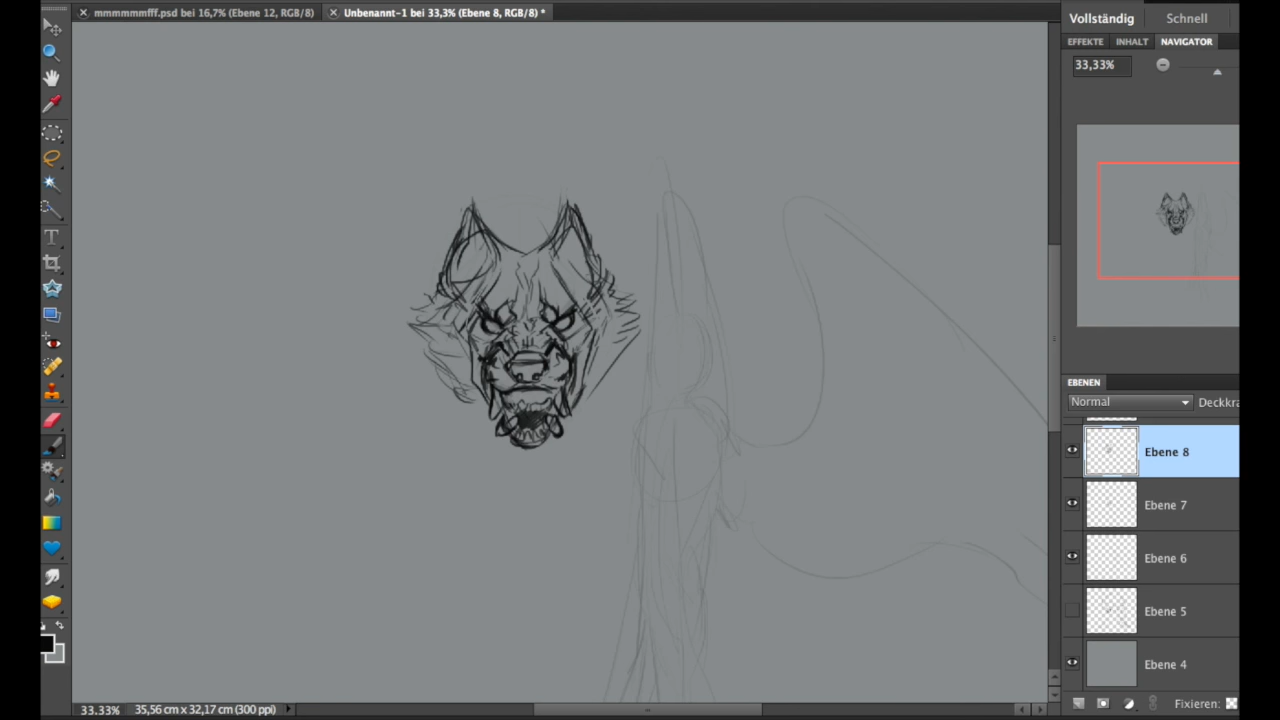 mmmmmmfff.psd bei 16,7% (Ebene 12, RGB/8)
Unbenannt-1 bei 33,3% (Ebene 8, RGB/8) *
Vollständig
Schnell
EFFEKTE
INHALT
NAVIGATOR
33,33%
EBENEN
Normal
Deckkra
Ebene 8
Ebene 7
Ebene 6
Ebene 5
Ebene 4
Fixieren:
33.33%
35,56 cm x 32,17 cm (300 ppi)